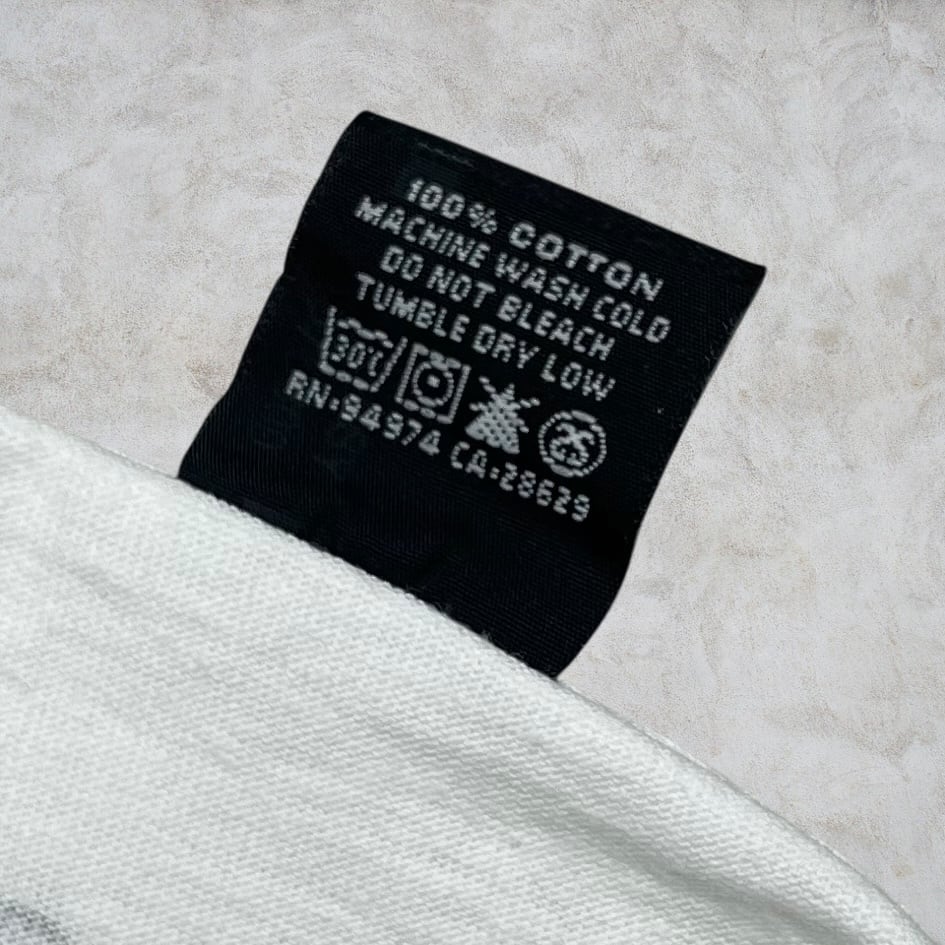 100% COTTON
MACHINE WASH COLD
DO NOT BLEACH
TUMBLE DRY LOW
30℃
RN:94974 CA:28629